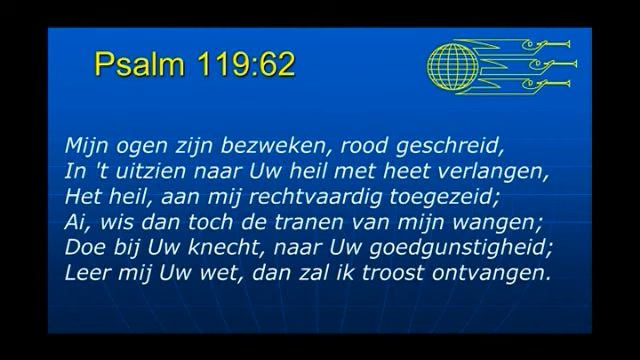 Psalm 119:62
Mijn ogen zijn bezweken, rood geschreid,
In 't uitzien naar Uw heil met heet verlangen,
Het heil, aan mij rechtvaardig toegezeid;
Ai, wis dan toch de tranen van mijn wangen;
Doe bij Uw knecht, naar Uw goedgunstigheid;
Leer mij Uw wet, dan zal ik troost ontvangen.